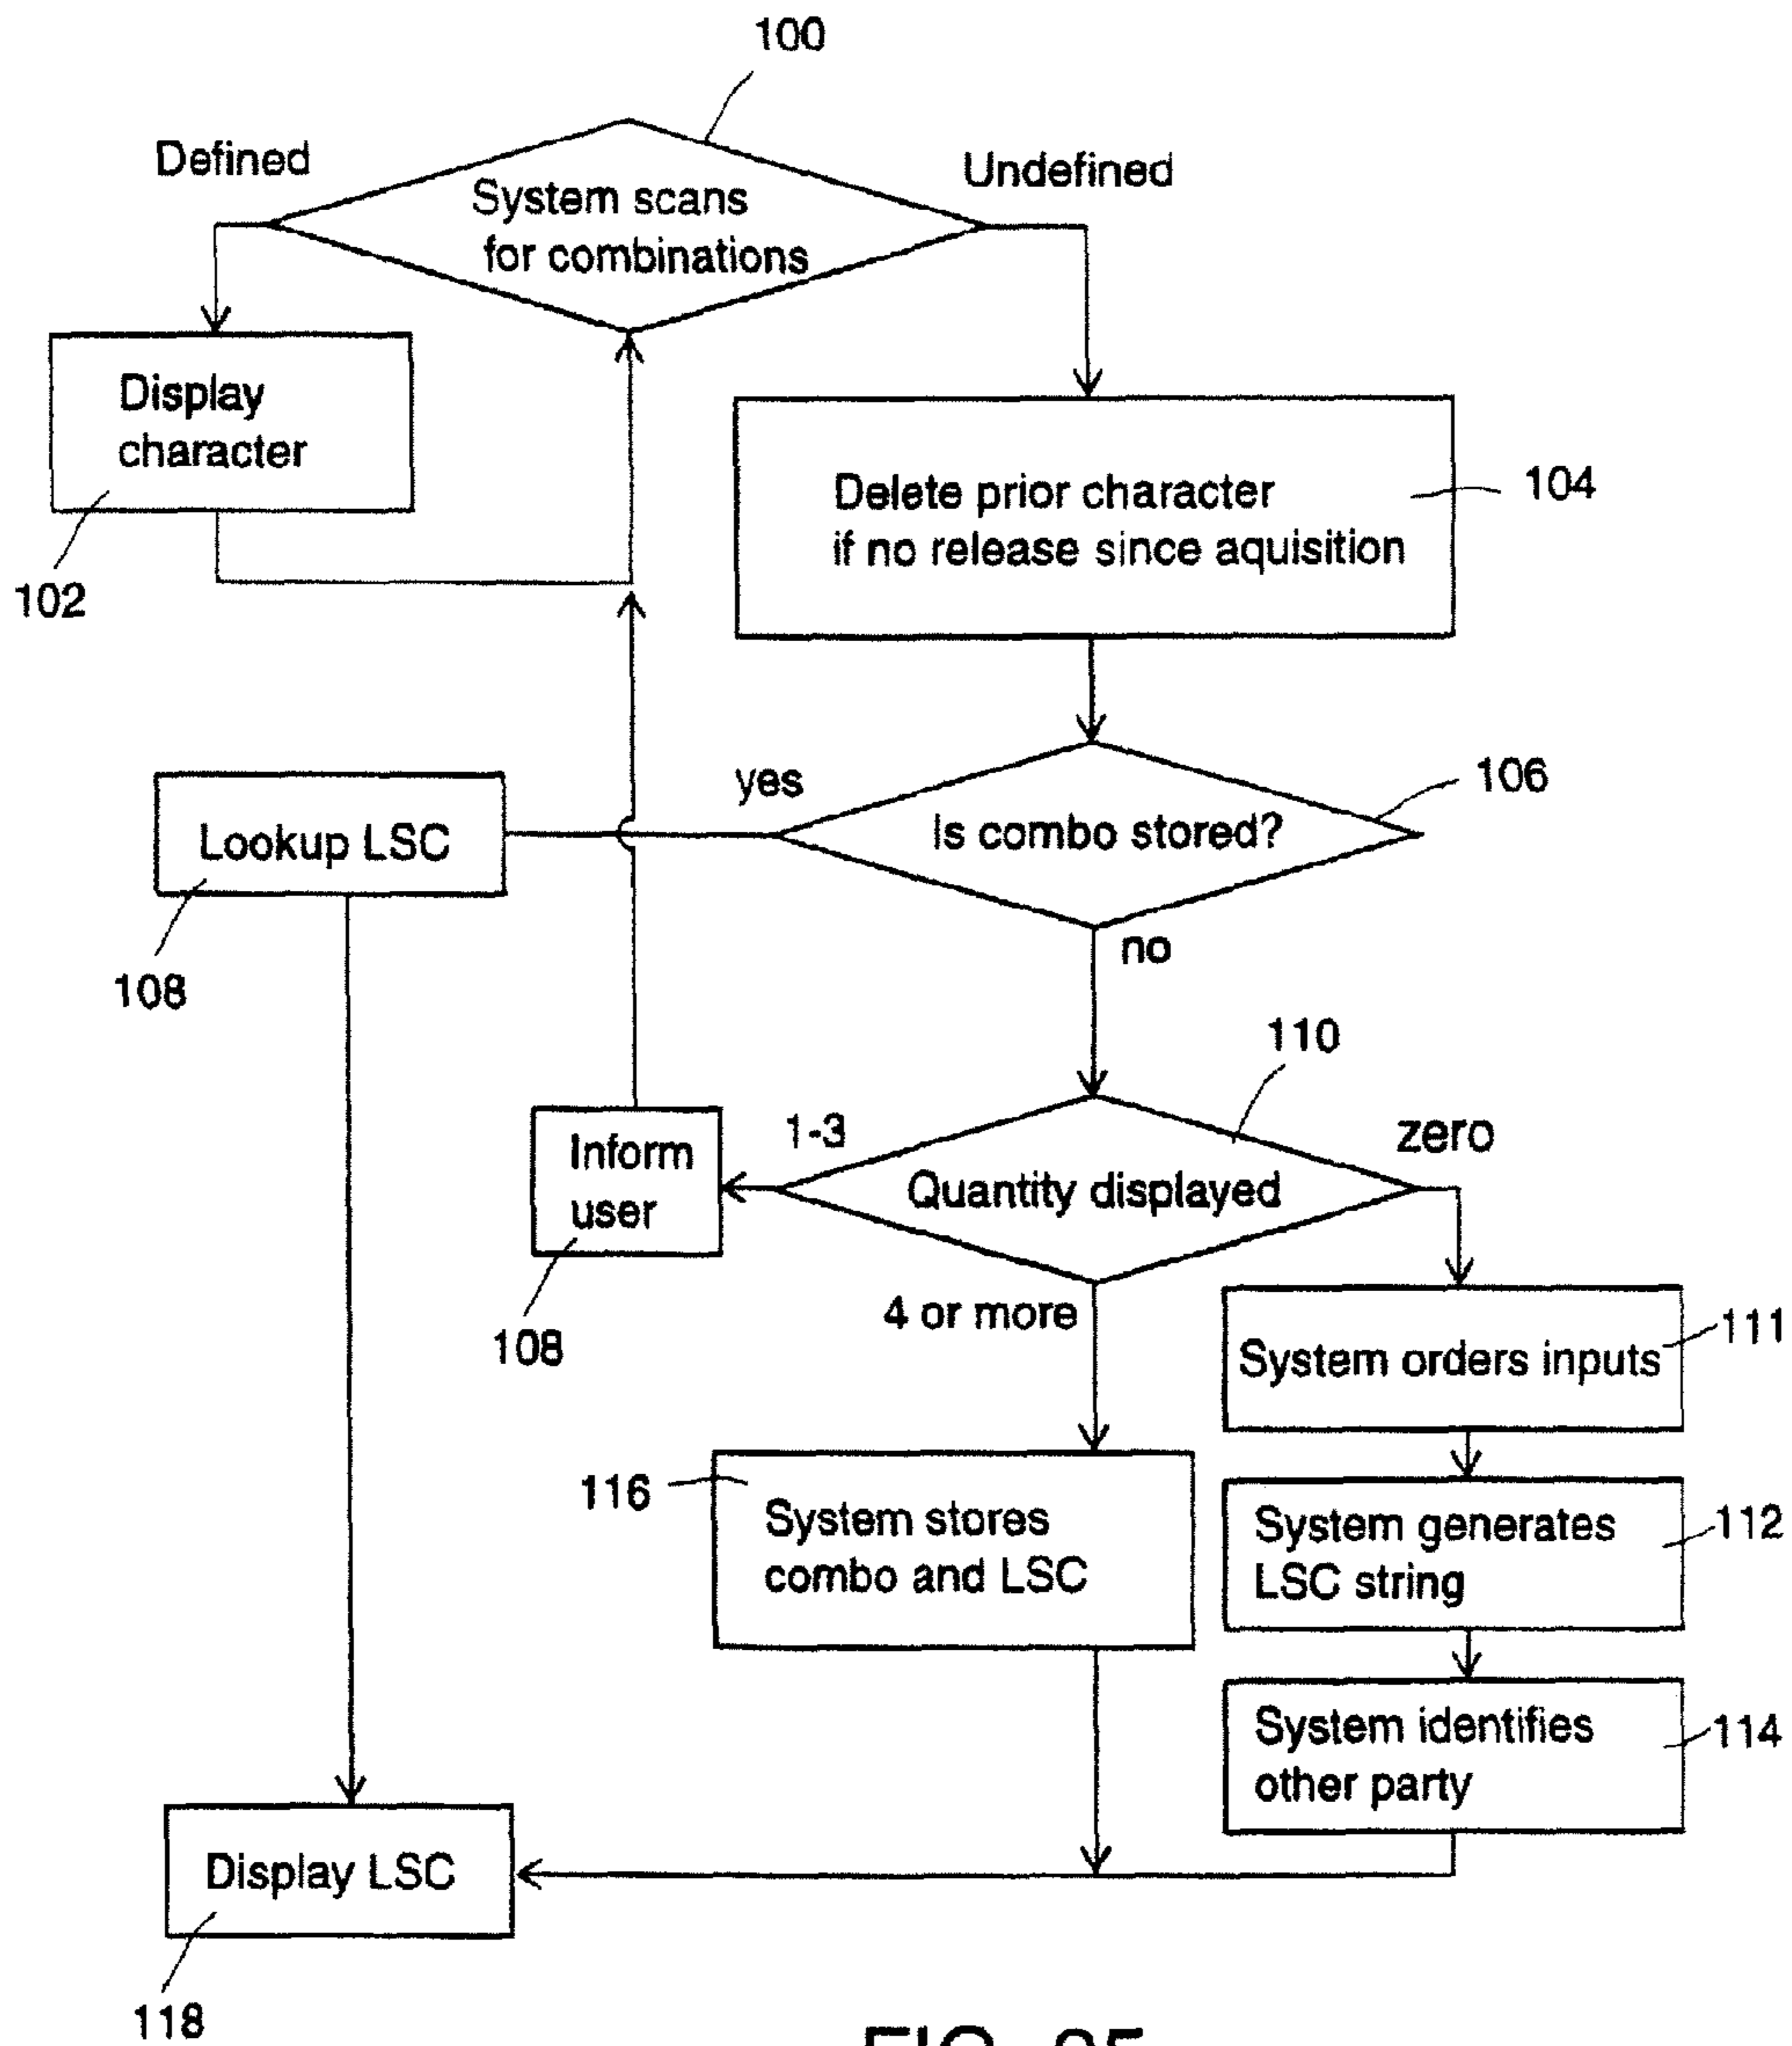 100
Defined
Undefined
System scans
for combinations
Display
character
102
Delete prior character
if no release since aquisition
104
yes
106
Lookup LSC
Is combo stored?
108
no
110
1-3
zero
Inform
user
Quantity displayed
108
4 or more
111
System orders inputs
116
System stores
combo and LSC
System generates
LSC string
112
System identifies
other party
114
Display LSC
118